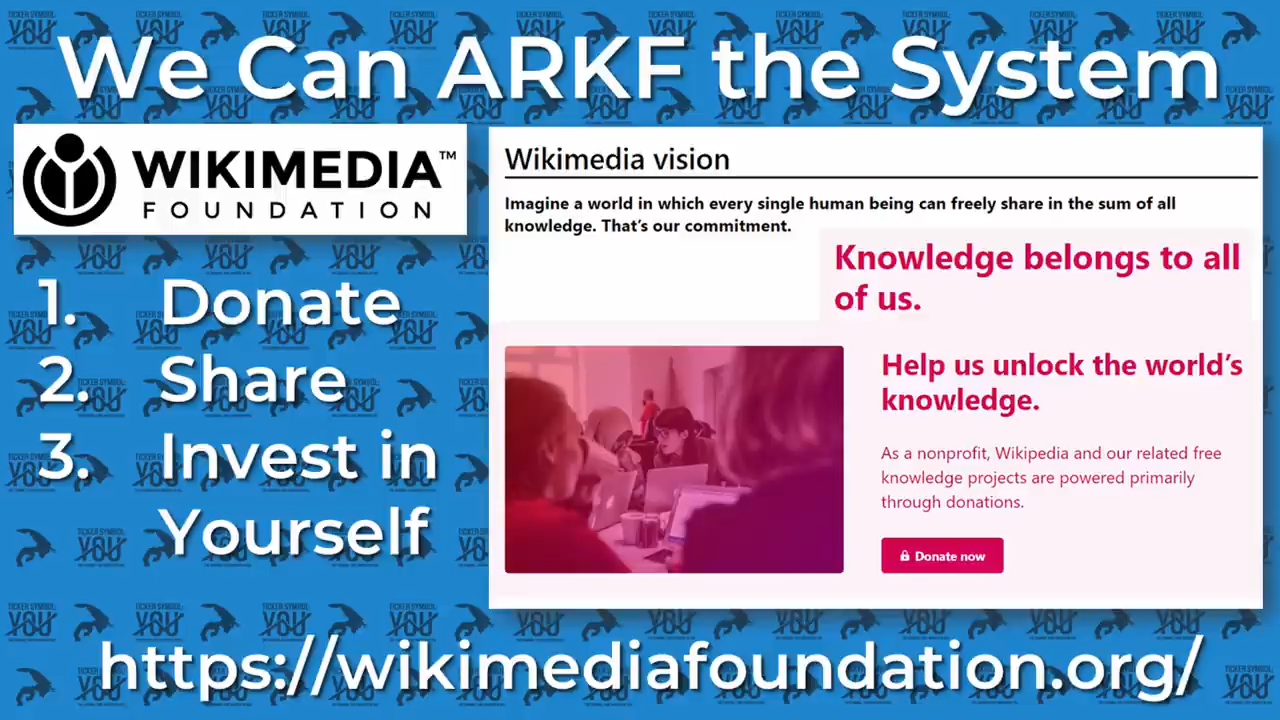 We Can ARKF the System
WIKIMEDIA™
FOUNDATION
1. Donate
2. Share
3. Invest in
Yourself
Wikimedia vision
Imagine a world in which every single human being can freely share in the sum of all
knowledge. That's our commitment.
Knowledge belongs to all
of us.
Help us unlock the world's
knowledge.
As a nonprofit, Wikipedia and our related free
knowledge projects are powered primarily
through donations.
Donate now
https://wikimediafoundation.org/
TICKER SYMBOL:
YOU